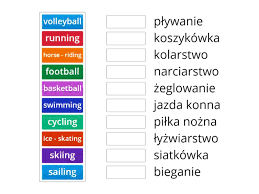 volleyball
running
horse - riding
football
basketball
swimming
cycling
ice - skating
skiing
sailing
pływanie
koszykówka
kolarstwo
narciarstwo
żeglowanie
jazda konna
piłka nożna
łyżwiarstwo
siatkówka
bieganie